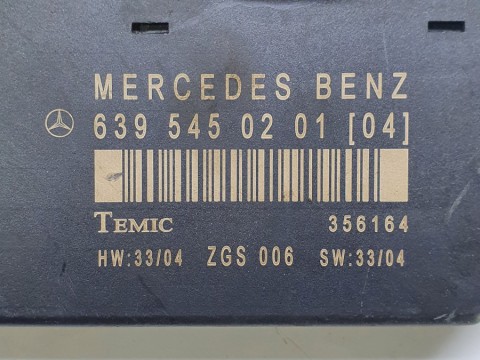 MERCEDES BENZ
639 545 02 01 [04]
TEMIC 356164
HW:33/04 ZGS 006 SW:33/04